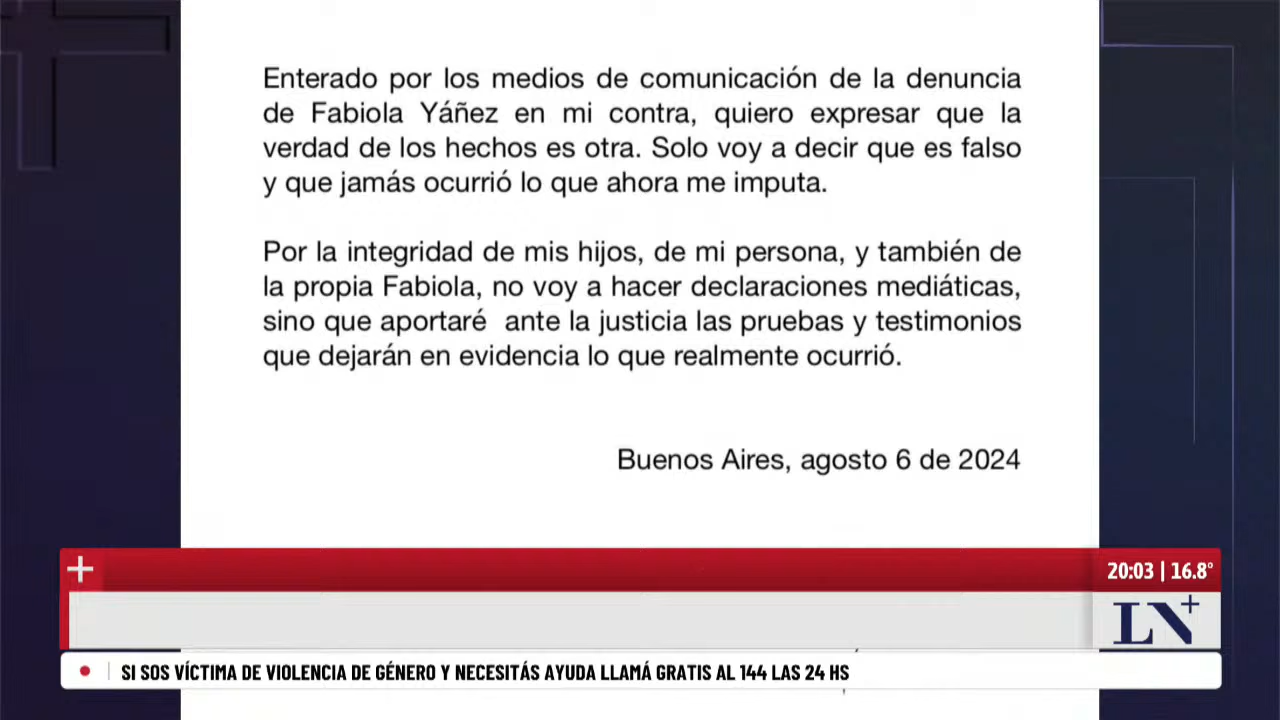 Enterado por los medios de comunicación de la denuncia
de Fabiola Yáñez en mi contra, quiero expresar que la
verdad de los hechos es otra. Solo voy a decir que es falso
y que jamás ocurrió lo que ahora me imputa.
Por la integridad de mis hijos, de mi persona, y también de
la propia Fabiola, no voy a hacer declaraciones mediáticas,
sino que aportaré ante la justicia las pruebas y testimonios
que dejarán en evidencia lo que realmente ocurrió.
Buenos Aires, agosto 6 de 2024
20:03 | 16.8°
LN+
SI SOS VÍCTIMA DE VIOLENCIA DE GÉNERO Y NECESITÁS AYUDA LLAMÁ GRATIS AL 144 LAS 24 HS